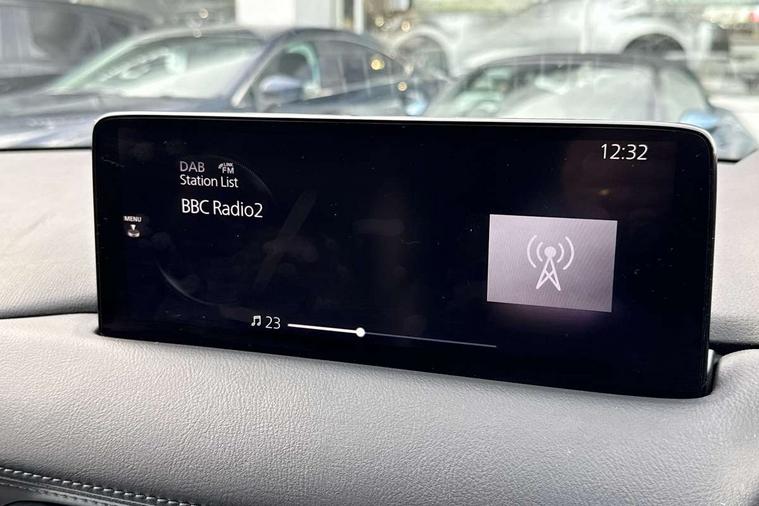 12:32
DAB LINK FM
Station List
BBC Radio2
MENU
23